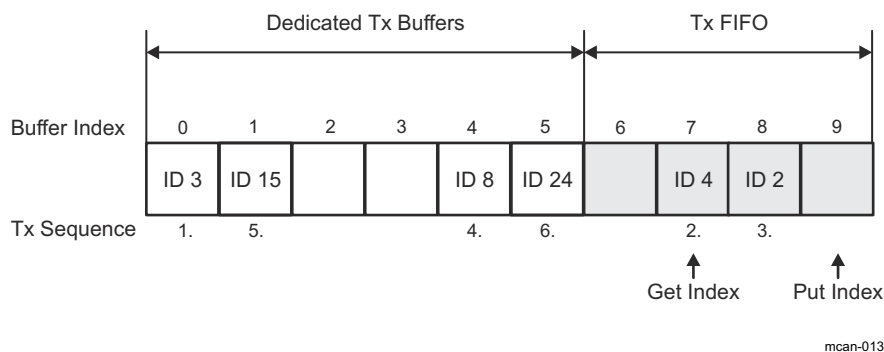 Dedicated Tx Buffers Tx FIFO
Buffer Index 0 1 2 3 4 5 6 7 8 9
ID 3 ID 15 ID 8 ID 24 ID 4 ID 2
Tx Sequence 1. 5. 4. 6. 2. 3.
Get Index Put Index
mcan-013